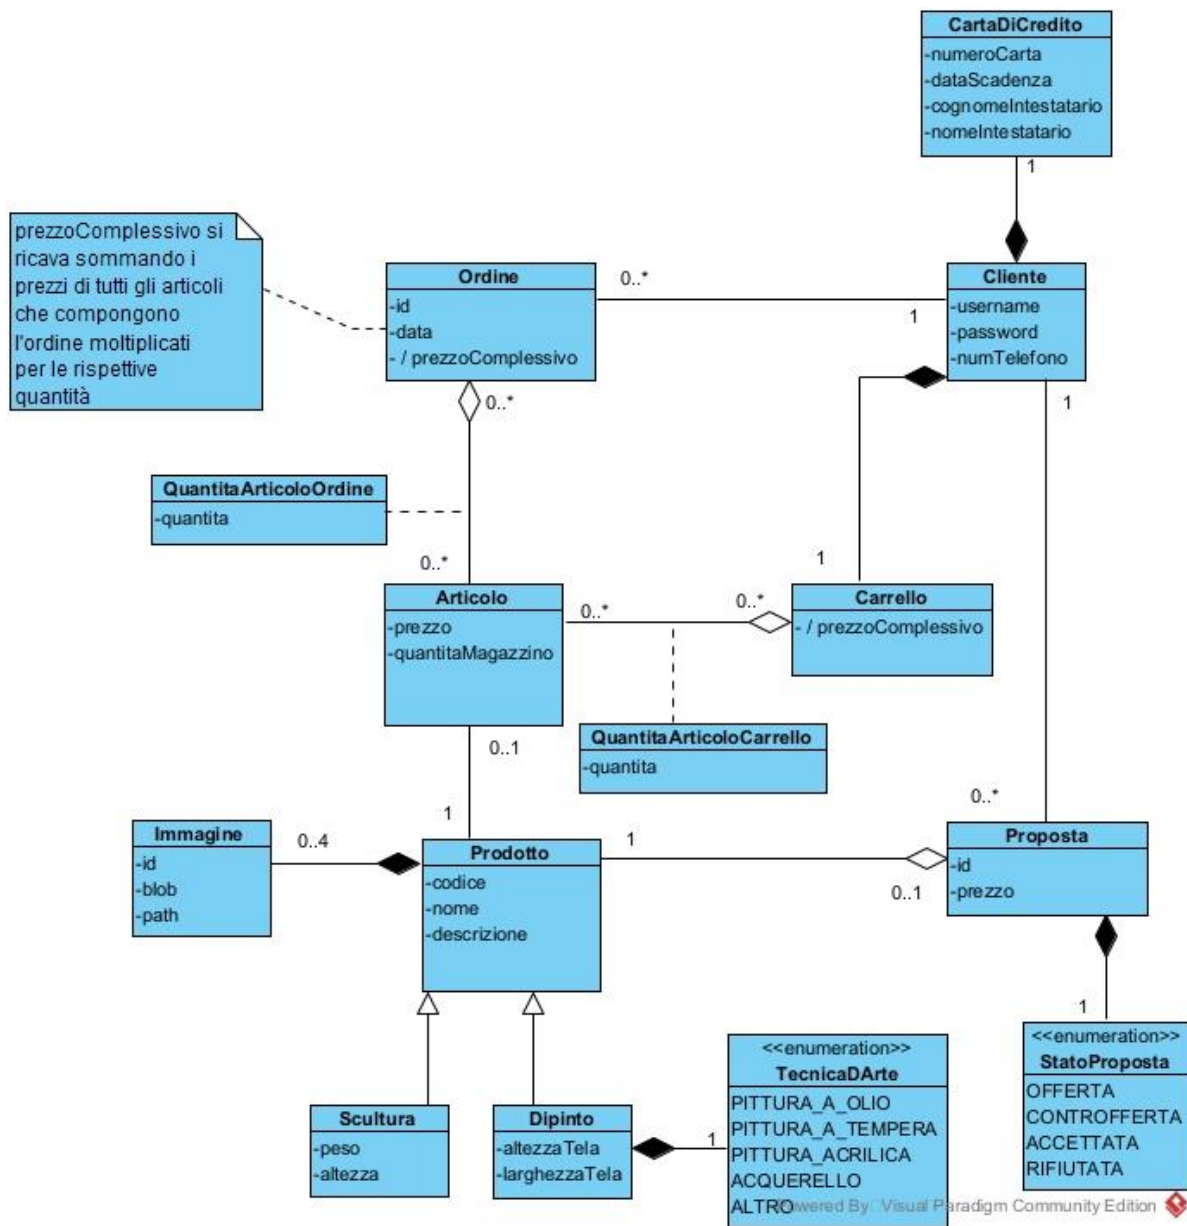 CartaDiCredito
-numeroCarta
-dataScadenza
-cognomeIntestatario
-nomeIntestatario
1
prezzoComplessivo si
ricava sommando i
prezzi di tutti gli articoli
che compongono
l'ordine moltiplicati
per le rispettive
quantità
Ordine
-id
-data
- / prezzoComplessivo
0..*
1
Cliente
-username
-password
-numTelefono
0..*
1
QuantitaArticoloOrdine
-quantita
0..*
1
Articolo
-prezzo
-quantitaMagazzino
0..*
0..*
Carrello
- / prezzoComplessivo
0..1
QuantitaArticoloCarrello
-quantita
1
0..*
Immagine
-id
-blob
-path
0..4
Prodotto
-codice
-nome
-descrizione
1
0..1
Proposta
-id
-prezzo
1
Scultura
-peso
-altezza
Dipinto
-altezzaTela
-larghezzaTela
1
<<enumeration>>
TecnicaDArte
PITTURA_A_OLIO
PITTURA_A_TEMPERA
PITTURA_ACRILICA
ACQUERELLO
ALTRO
<<enumeration>>
StatoProposta
OFFERTA
CONTROFFERTA
ACCETTATA
RIFIUTATA
Powered By Visual Paradigm Community Edition